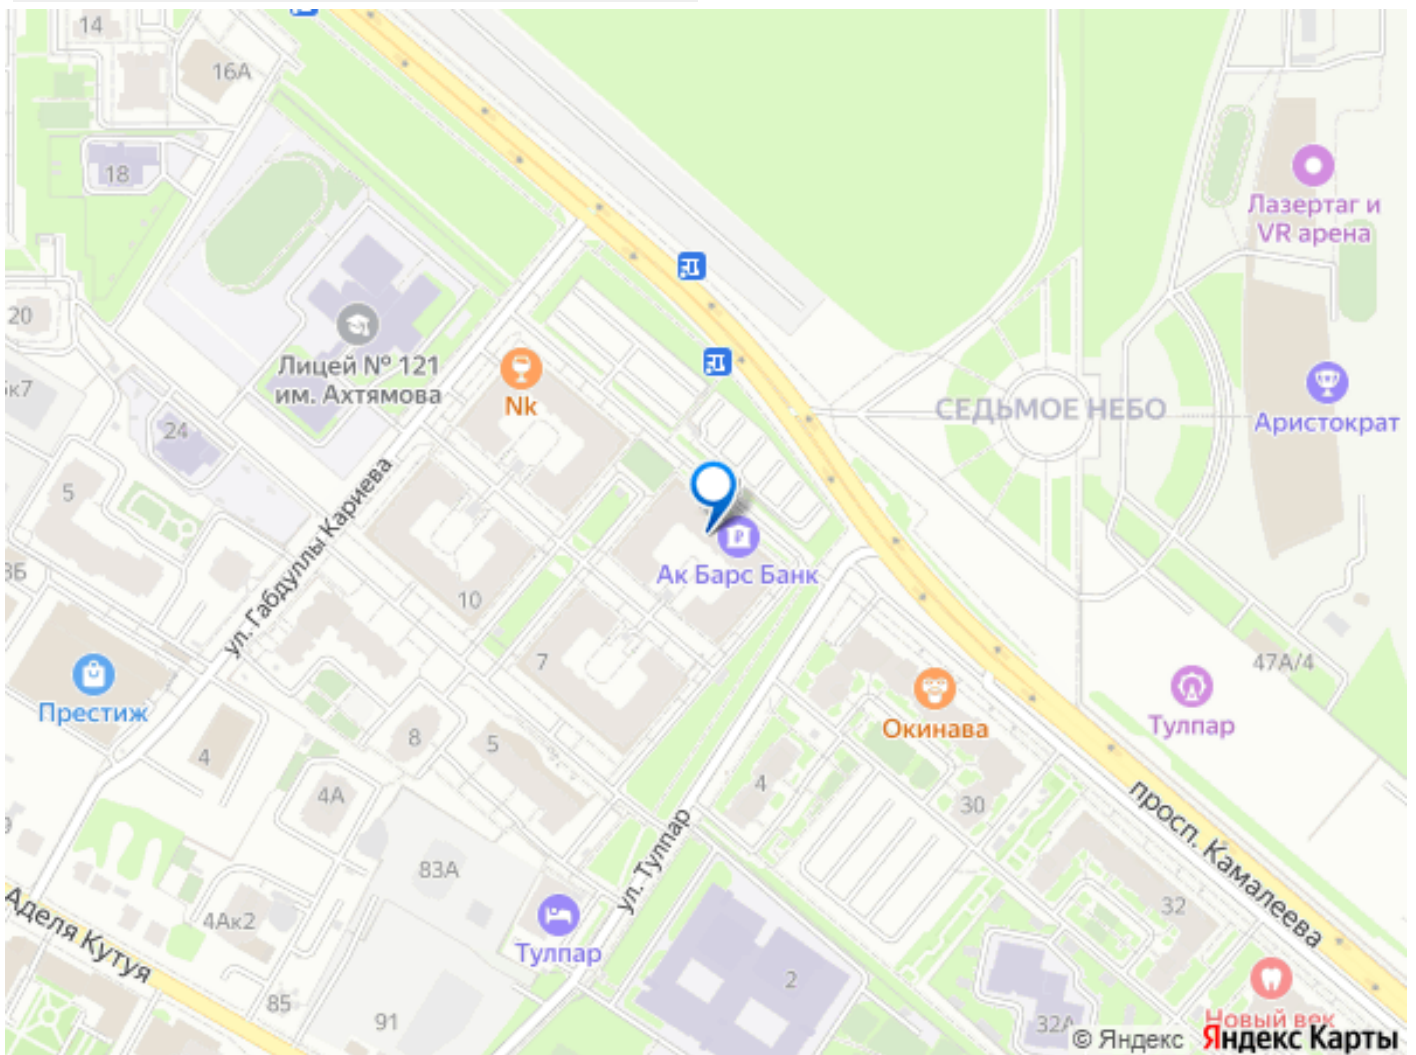 14
16А
18
Лазертаг и
VR арена
20
Лицей № 121
им. Ахтямова
Nk
СЕДЬМОЕ НЕБО
Аристократ
24
5
ул. Габдуллы Кариева
Ак Барс Банк
10
7
47А/4
Престиж
Окинава
Тулпар
8
5
4
4А
4
30
просп. Камалеева
83А
ул. Тулпар
32
4Ак2
Аделя Кутуя
Тулпар
2
85
91
32А
Новый век
© Яндекс Яндекс Карты